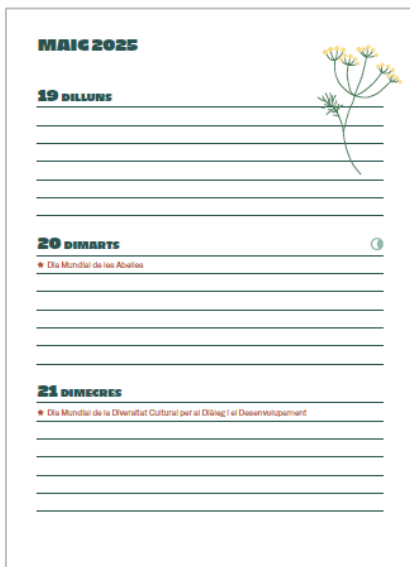 MAIG 2025
19 DILLUNS
20 DIMARTS
Dia Mundial de les Abelles
21 DIMECRES
Dia Mundial de la Diversitat Cultural per al Diàleg i el Desenvolupament